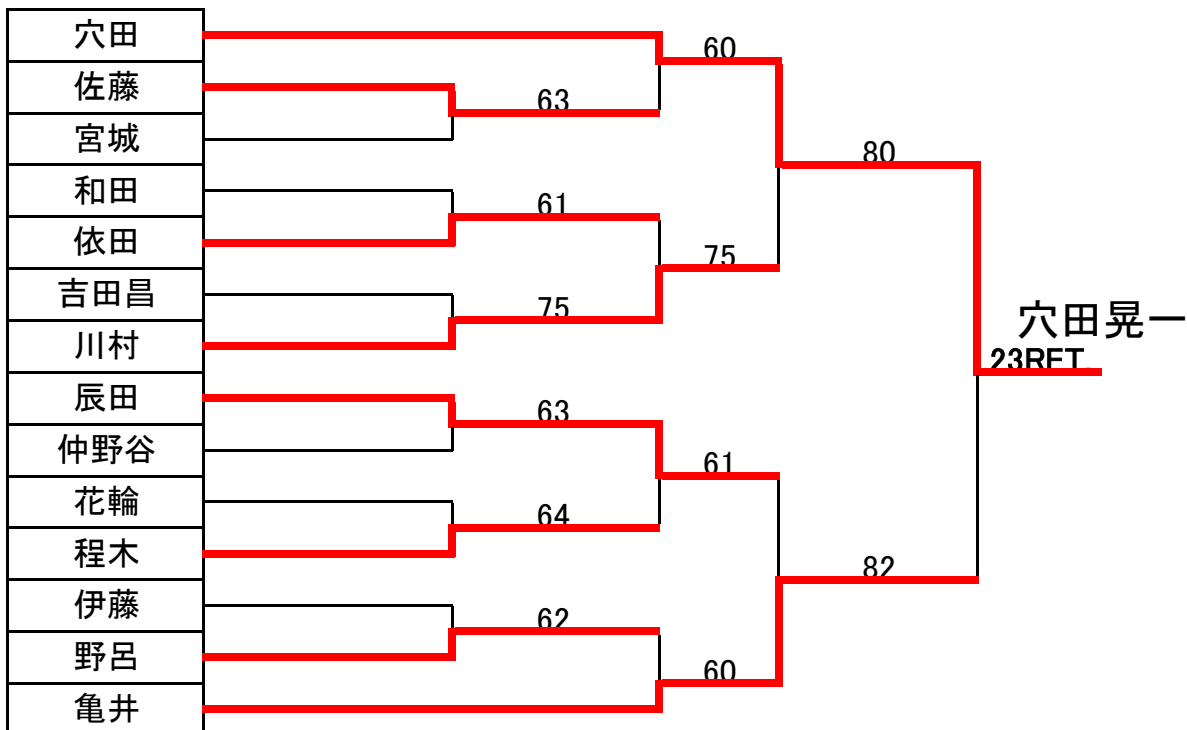 穴田
佐藤
宮城
和田
依田
吉田昌
川村
辰田
仲野谷
花輪
程木
伊藤
野呂
亀井
63
61
75
63
64
62
60
75
61
60
80
82
穴田晃一
23RET.